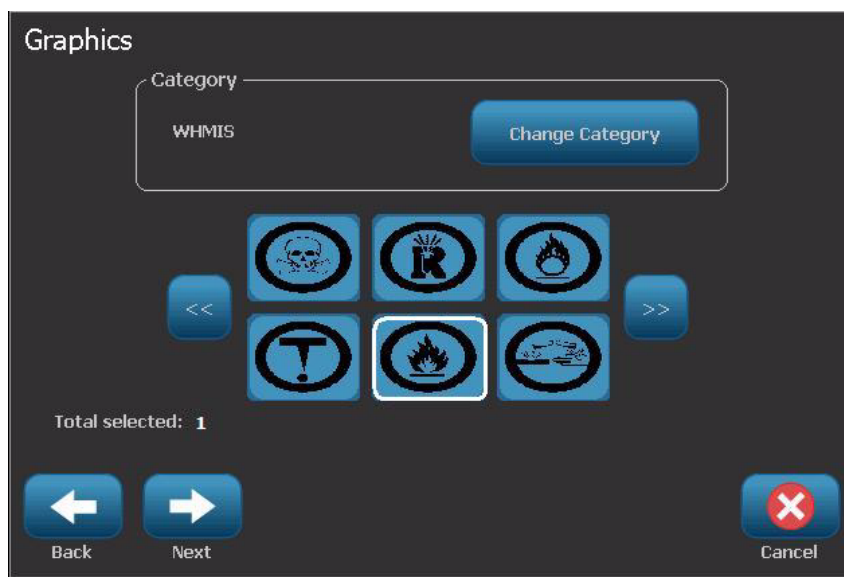 Graphics
Category
WHMIS
Change Category
<<
>>
Total selected: 1
Back
Next
Cancel